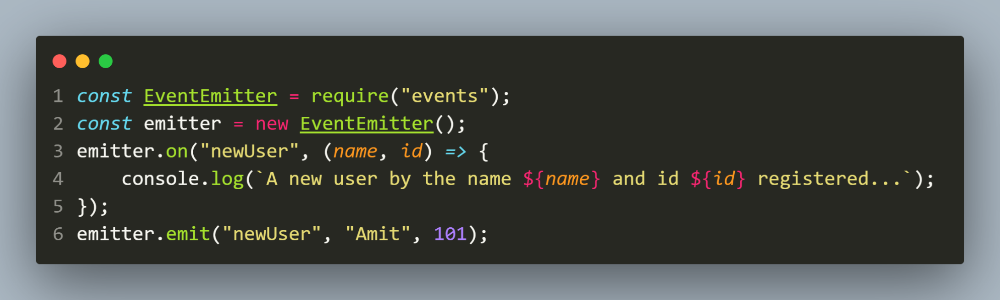 1 const EventEmitter = require("events");
2 const emitter = new EventEmitter();
3 emitter.on("newUser", (name, id) => {
4     console.log(`A new user by the name ${name} and id ${id} registered...`);
5 });
6 emitter.emit("newUser", "Amit", 101);